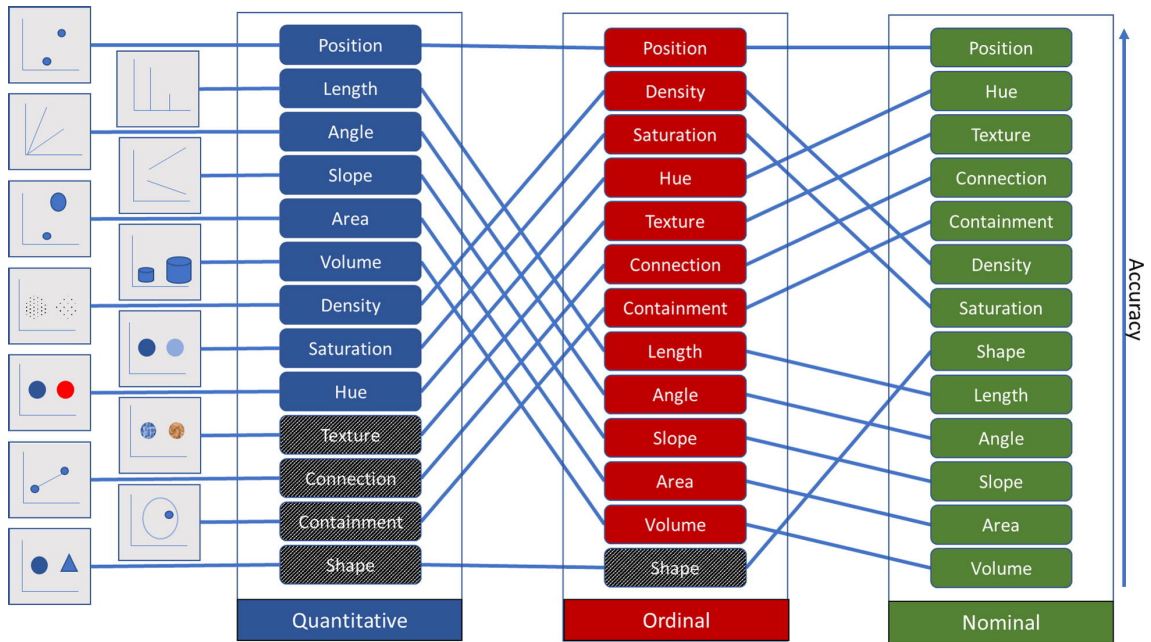 Position
Length
Angle
Slope
Area
Volume
Density
Saturation
Hue
Texture
Connection
Containment
Shape
Quantitative
Position
Density
Saturation
Hue
Texture
Connection
Containment
Length
Angle
Slope
Area
Volume
Shape
Ordinal
Position
Hue
Texture
Connection
Containment
Density
Saturation
Shape
Length
Angle
Slope
Area
Volume
Nominal
Accuracy